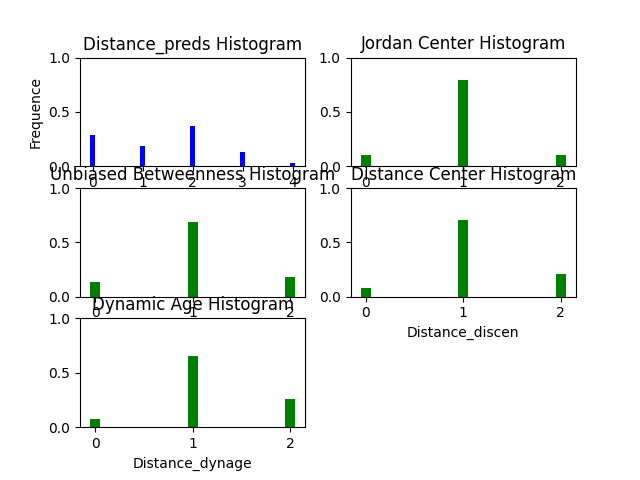 Distance_preds Histogram
Jordan Center Histogram
Frequence
1.0
0.5
0.0
0 1 2 3 4
1.0
0.5
0.0
0 1 2
Unbiased Betweenness Histogram
Distance Center Histogram
1.0
0.5
0.0
0 1 2
1.0
0.5
0.0
0 1 2
Distance_discen
Dynamic Age Histogram
1.0
0.5
0.0
0 1 2
Distance_dynage